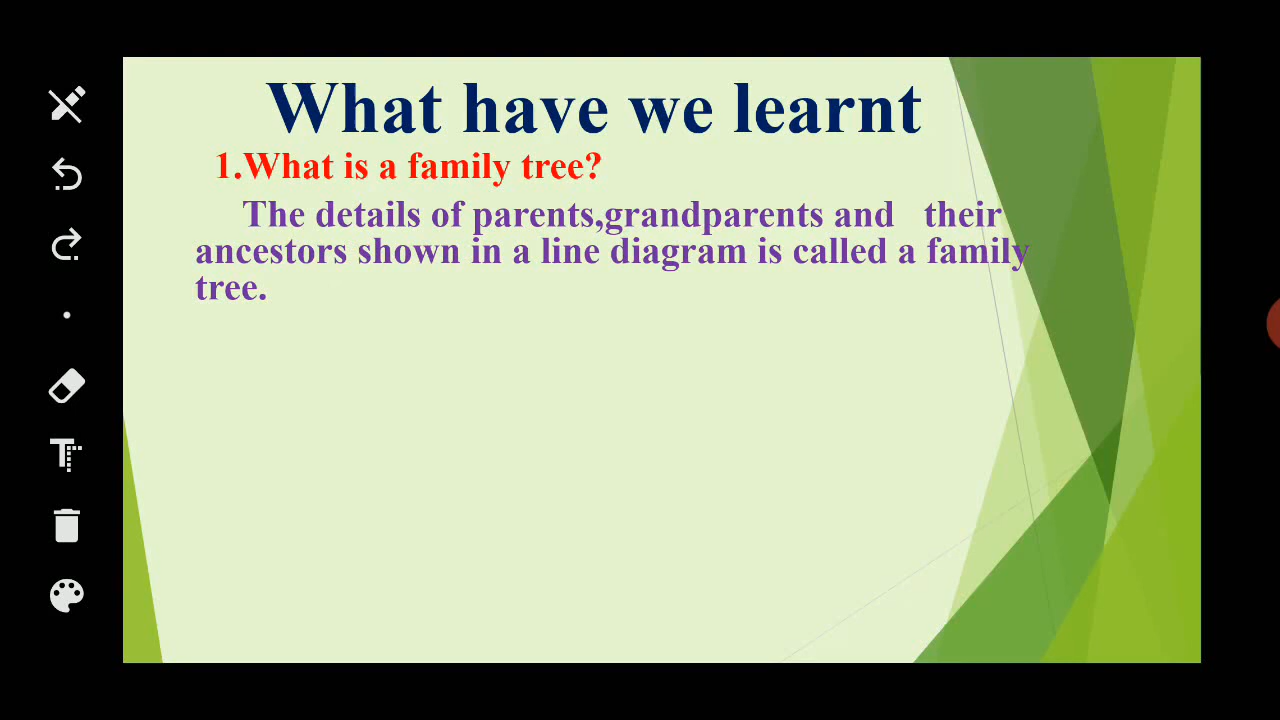 What have we learnt
1.What is a family tree?
The details of parents,grandparents and   their
ancestors shown in a line diagram is called a family
tree.